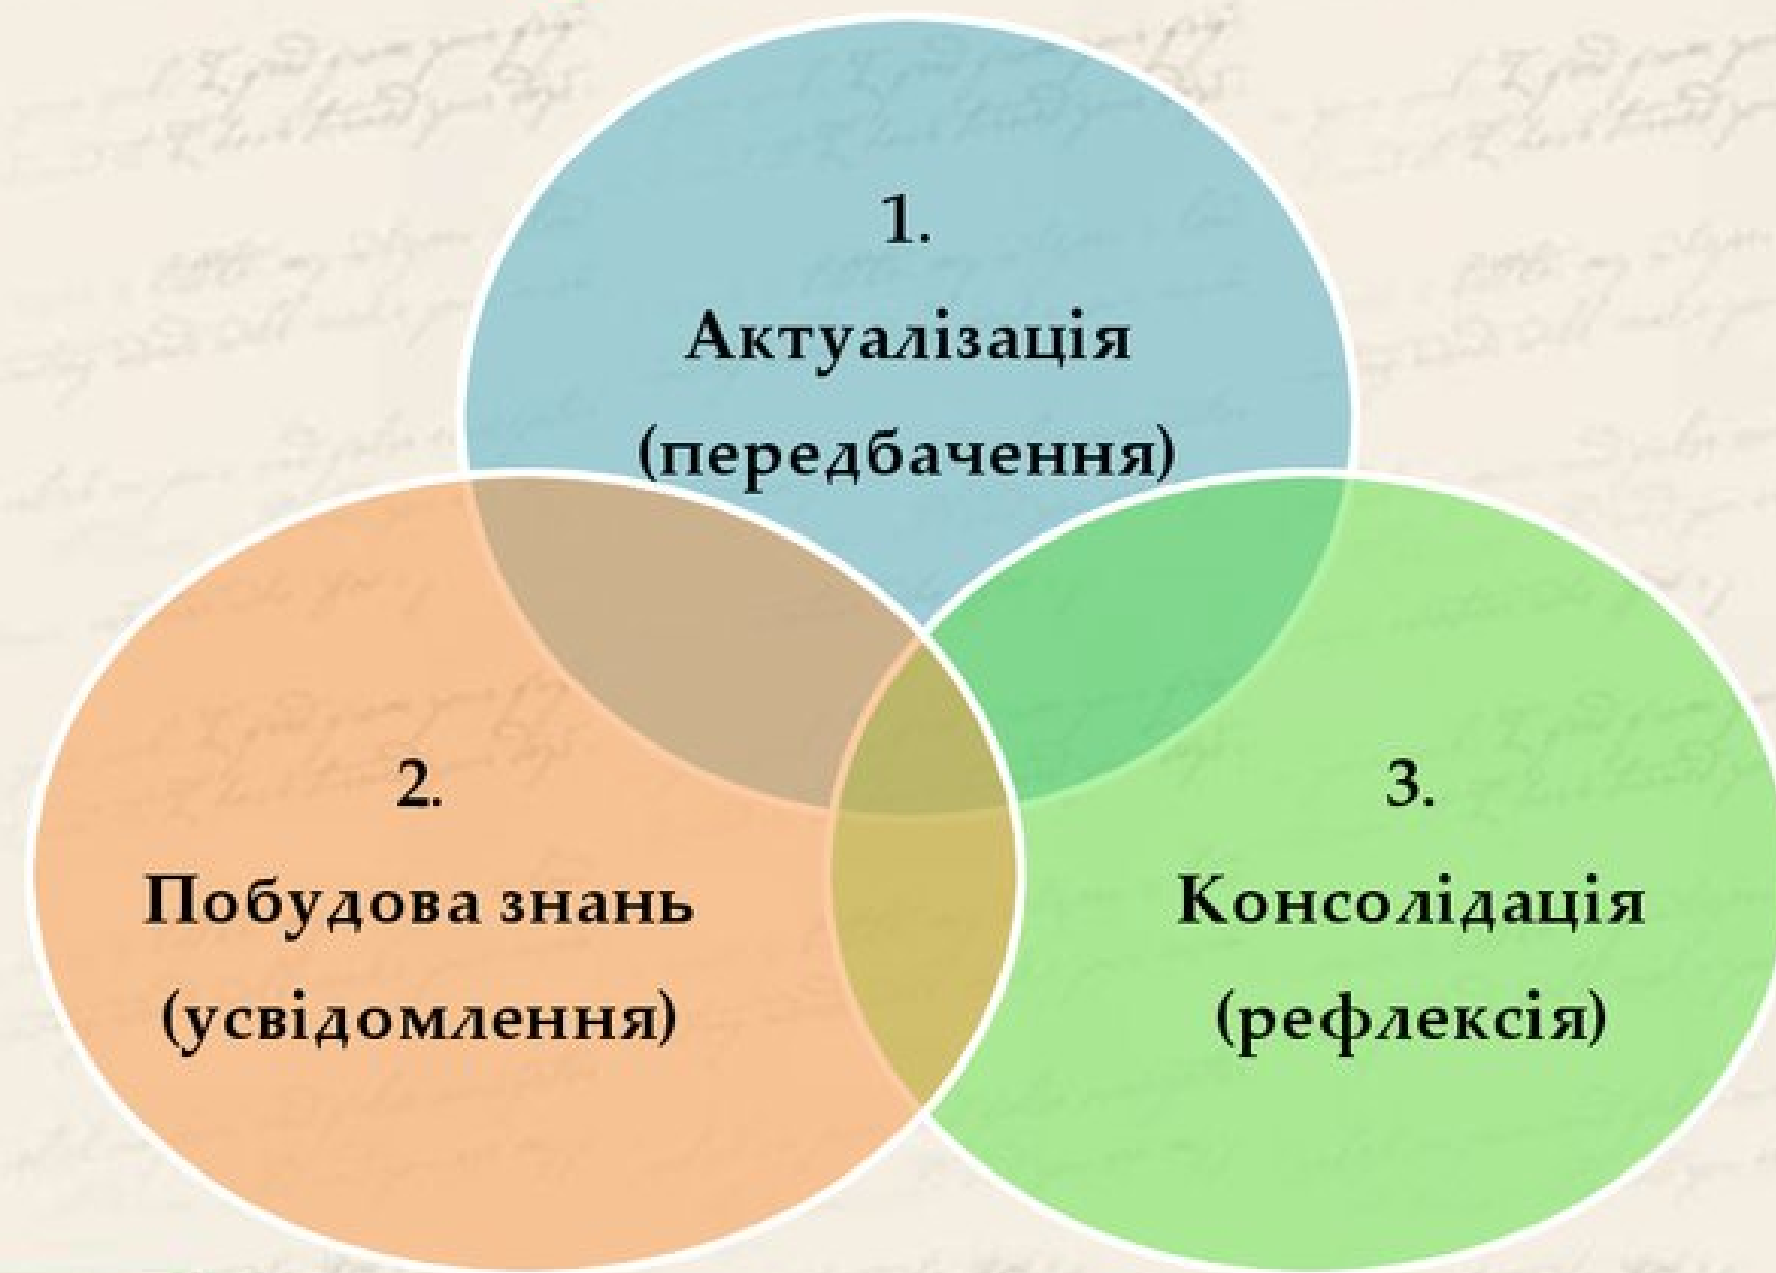 1.
Актуалізація
(передбачення)
2.
Побудова знань
(усвідомлення)
3.
Консолідація
(рефлексія)